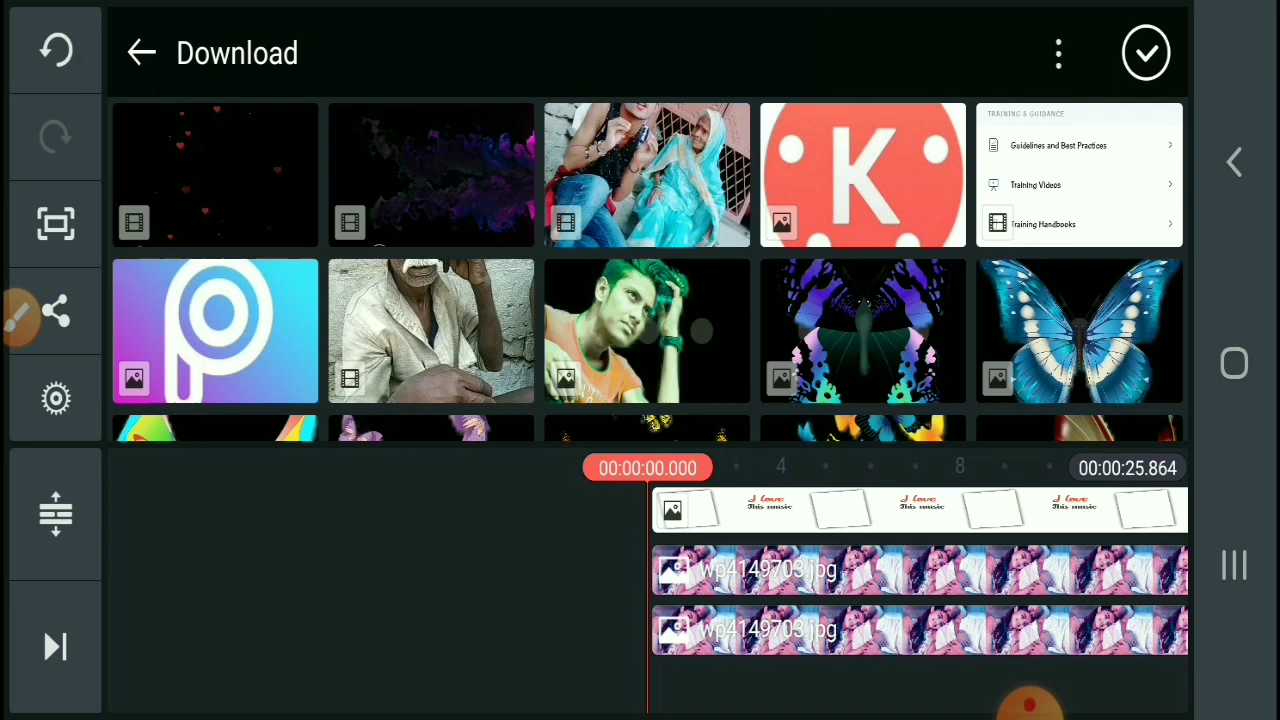 Download
K
TRAINING & GUIDANCE
Guidelines and Best Practices
Training Videos
Training Handbooks
00:00:00.000
4
8
00:00:25.864
I love
This music
I love
This music
I love
This music
wp4149703.jpg
wp4149703.jpg